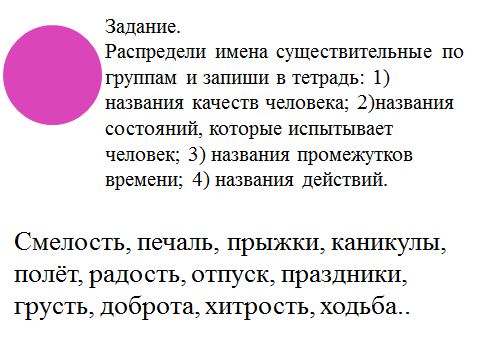 Задание.
Распредели имена существительные по
группам и запиши в тетрадь: 1)
названия качеств человека; 2)названия
состояний, которые испытывает
человек; 3) названия промежутков
времени; 4) названия действий.
Смелость, печаль, прыжки, каникулы,
полёт, радость, отпуск, праздники,
грусть, доброта, хитрость, ходьба..